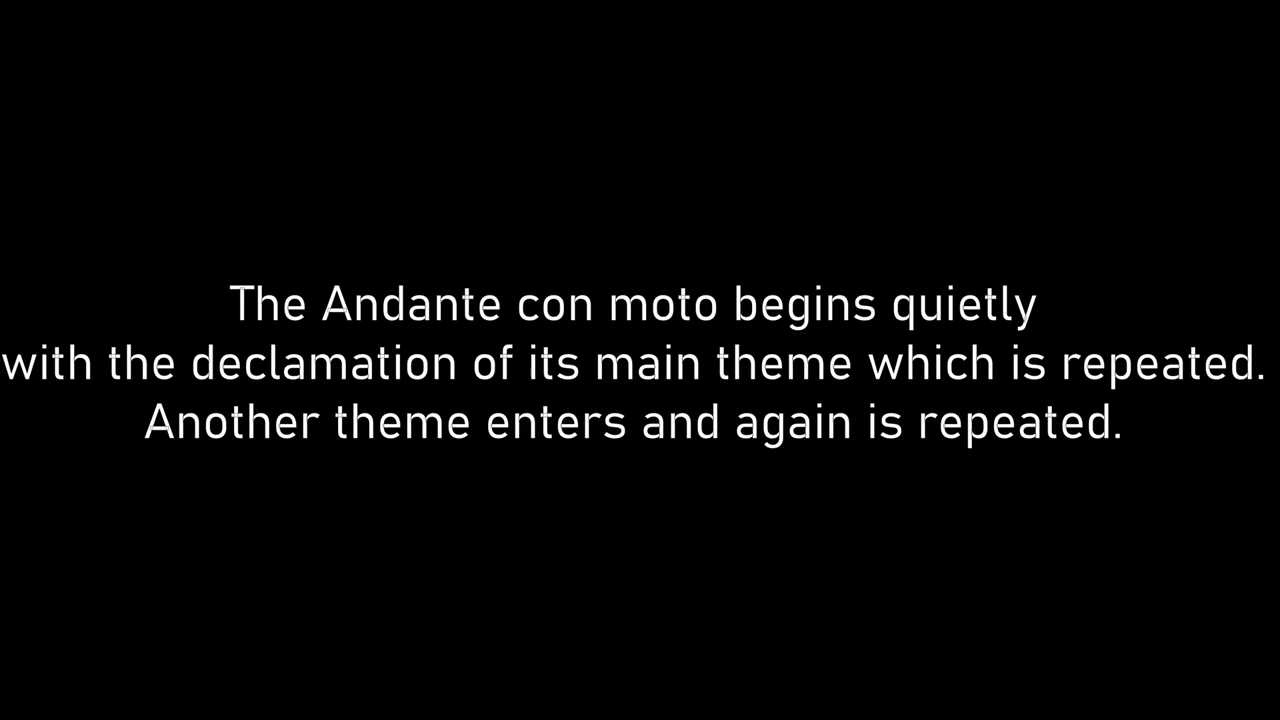 The Andante con moto begins quietly
with the declamation of its main theme which is repeated.
Another theme enters and again is repeated.